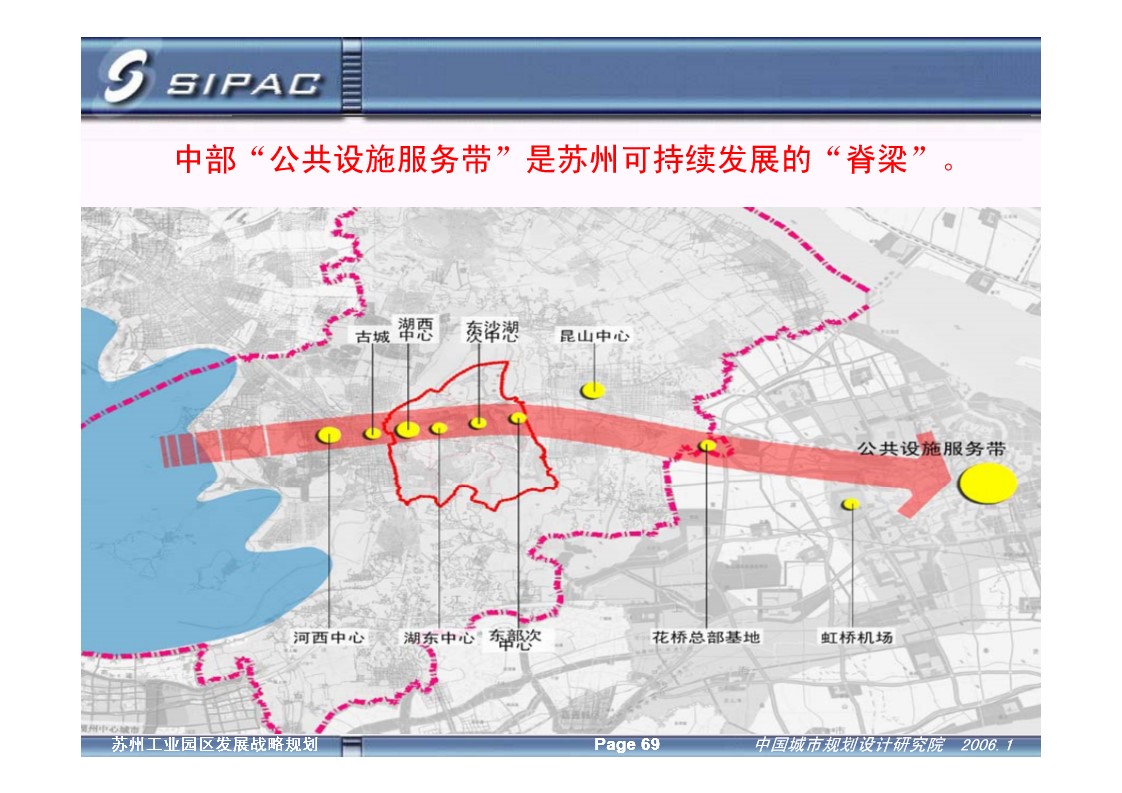 SIPAC
中部“公共设施服务带”是苏州可持续发展的“脊梁”。
古城
湖西
中心
东沙湖
次中心
昆山中心
公共设施服务带
河西中心
湖东中心
东部次
中心
花桥总部基地
虹桥机场
苏州工业园区发展战略规划
Page 69
中国城市规划设计研究院 2006.1